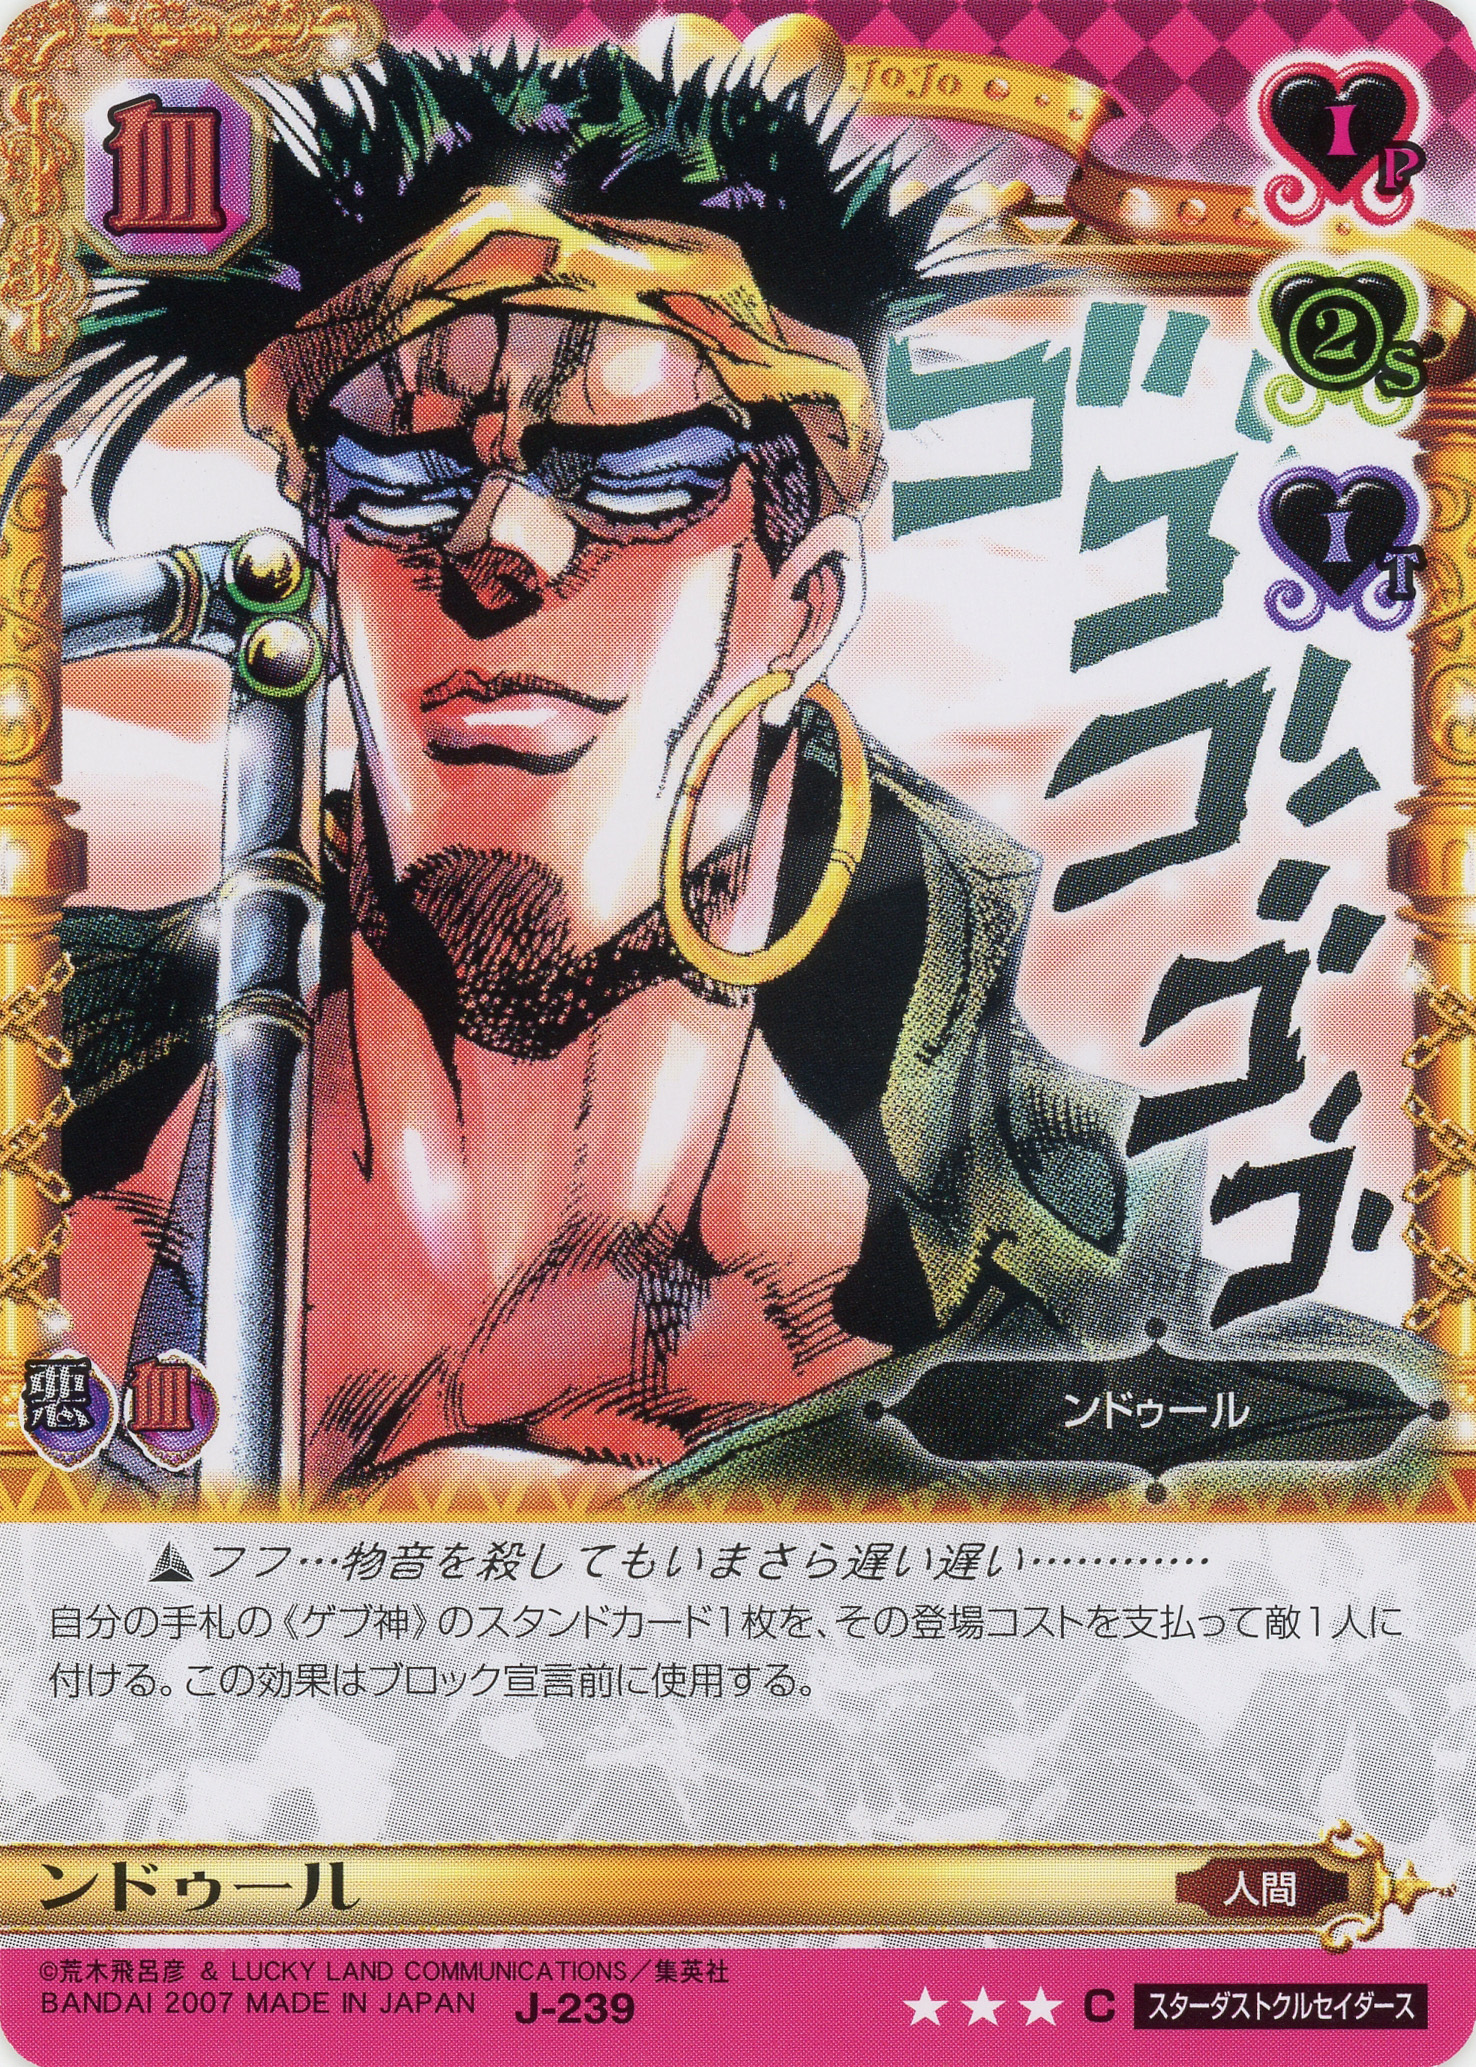 血
JoJo
1 P
2 S
1 T
ゴゴゴゴゴ
悪 血
ンドゥール
▲フフ…物音を殺してもいまさら遅い遅い…………
自分の手札の《ゲブ神》のスタンドカード1枚を、その登場コストを支払って敵1人に
付ける。この効果はブロック宣言前に使用する。
ンドゥール
人間
©荒木飛呂彦 & LUCKY LAND COMMUNICATIONS／集英社
BANDAI 2007 MADE IN JAPAN J-239
★★★ C スターダストクルセイダース